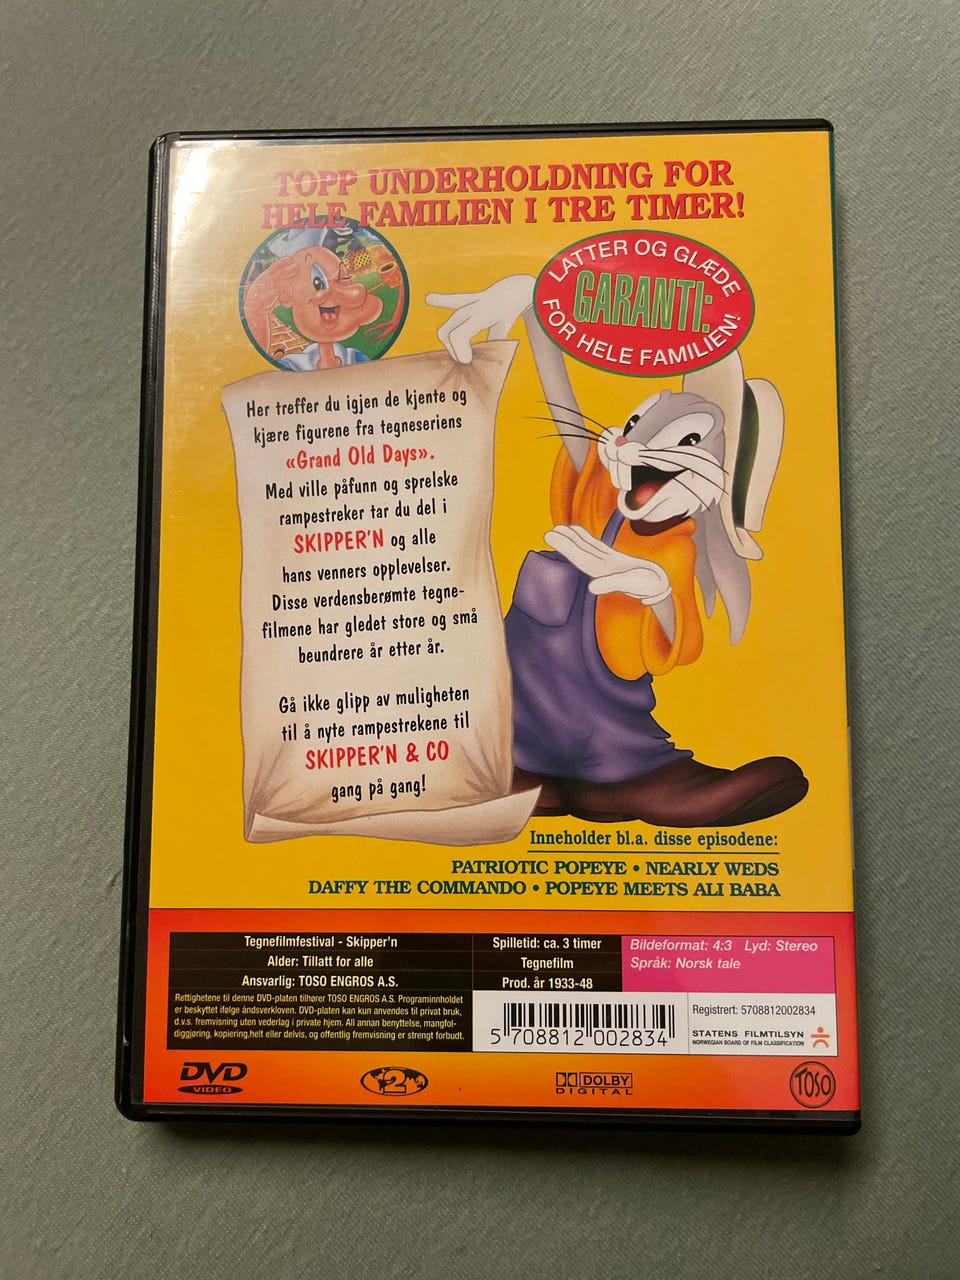 TOPP UNDERHOLDNING FOR
HELE FAMILIEN I TRE TIMER!
LATTER OG GLÆDE
GARANTI:
FOR HELE FAMILIEN!
Her treffer du igjen de kjente og
kjære figurene fra tegneseriens
«Grand Old Days».
Med ville påfunn og sprelske
rampestreker tar du del i
SKIPPER'N og alle
hans venners opplevelser.
Disse verdensberømte tegne-
filmene har gledet store og små
beundrere år etter år.
Gå ikke glipp av muligheten
til å nyte rampestrekene til
SKIPPER'N & CO
gang på gang!
Inneholder bl.a. disse episodene:
PATRIOTIC POPEYE • NEARLY WEDS
DAFFY THE COMMANDO • POPEYE MEETS ALI BABA
Tegnefilmfestival - Skipper'n
Alder: Tillatt for alle
Ansvarlig: TOSO ENGROS A.S.
Spilletid: ca. 3 timer
Tegnefilm
Prod. år 1933-48
Bildeformat: 4:3 Lyd: Stereo
Språk: Norsk tale
Rettighetene til denne DVD-platen tilhører TOSO ENGROS A.S. Programinnholdet
er beskyttet ifølge åndsverkloven. DVD-platen kan kun anvendes til privat bruk,
d.v.s. fremvisning uten vederlag i private hjem. All annan benyttelse, mangfol-
diggjøring, kopiering,helt eller delvis, og offentlig fremvisning er strengt forbudt.
5 708812 002834
Registrert: 5708812002834
STATENS FILMTILSYN
NORWEGIAN BOARD OF FILM CLASSIFICATION
DVD
VIDEO
2
DOLBY
DIGITAL
TOSO